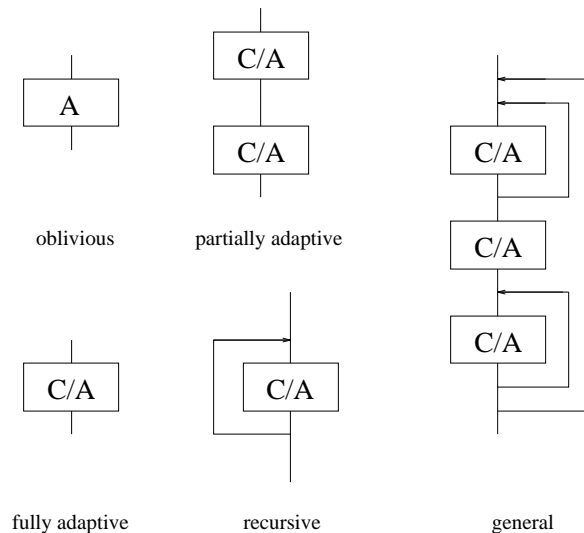 A
oblivious
C/A
C/A
partially adaptive
C/A
fully adaptive
C/A
recursive
C/A
C/A
C/A
general